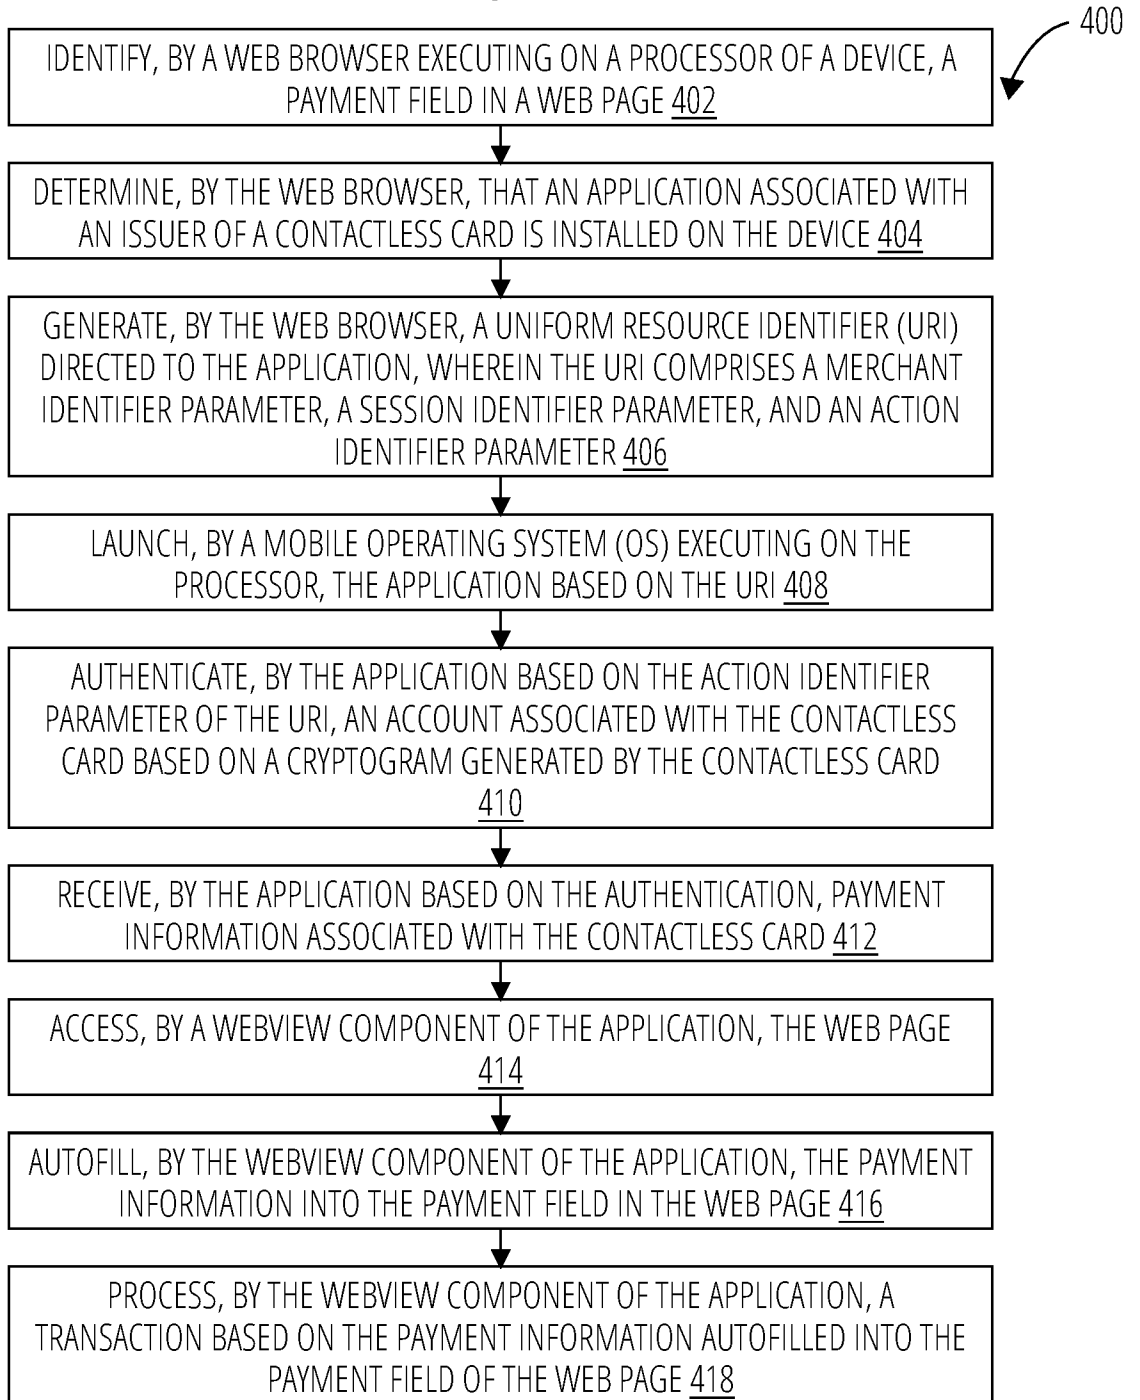 400
IDENTIFY, BY A WEB BROWSER EXECUTING ON A PROCESSOR OF A DEVICE, A
PAYMENT FIELD IN A WEB PAGE 402
DETERMINE, BY THE WEB BROWSER, THAT AN APPLICATION ASSOCIATED WITH
AN ISSUER OF A CONTACTLESS CARD IS INSTALLED ON THE DEVICE 404
GENERATE, BY THE WEB BROWSER, A UNIFORM RESOURCE IDENTIFIER (URI)
DIRECTED TO THE APPLICATION, WHEREIN THE URI COMPRISES A MERCHANT
IDENTIFIER PARAMETER, A SESSION IDENTIFIER PARAMETER, AND AN ACTION
IDENTIFIER PARAMETER 406
LAUNCH, BY A MOBILE OPERATING SYSTEM (OS) EXECUTING ON THE
PROCESSOR, THE APPLICATION BASED ON THE URI 408
AUTHENTICATE, BY THE APPLICATION BASED ON THE ACTION IDENTIFIER
PARAMETER OF THE URI, AN ACCOUNT ASSOCIATED WITH THE CONTACTLESS
CARD BASED ON A CRYPTOGRAM GENERATED BY THE CONTACTLESS CARD
410
RECEIVE, BY THE APPLICATION BASED ON THE AUTHENTICATION, PAYMENT
INFORMATION ASSOCIATED WITH THE CONTACTLESS CARD 412
ACCESS, BY A WEBVIEW COMPONENT OF THE APPLICATION, THE WEB PAGE
414
AUTOFILL, BY THE WEBVIEW COMPONENT OF THE APPLICATION, THE PAYMENT
INFORMATION INTO THE PAYMENT FIELD IN THE WEB PAGE 416
PROCESS, BY THE WEBVIEW COMPONENT OF THE APPLICATION, A
TRANSACTION BASED ON THE PAYMENT INFORMATION AUTOFILLED INTO THE
PAYMENT FIELD OF THE WEB PAGE 418